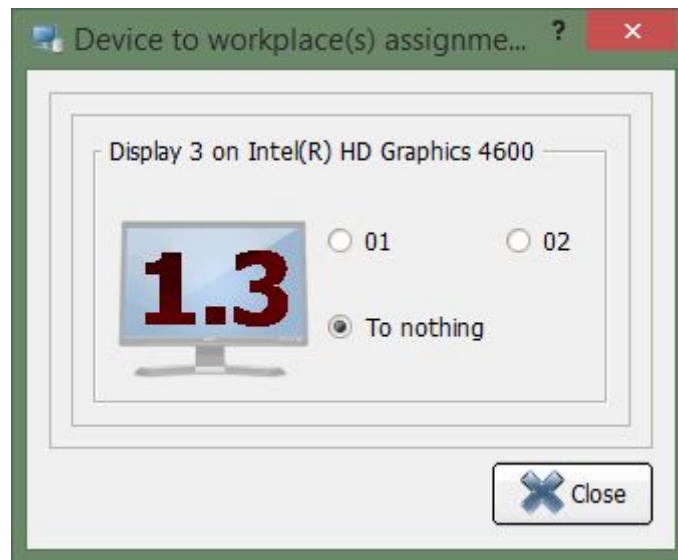 Device to workplace(s) assignme... ?
Display 3 on Intel(R) HD Graphics 4600
1.3
01 02
To nothing
Close